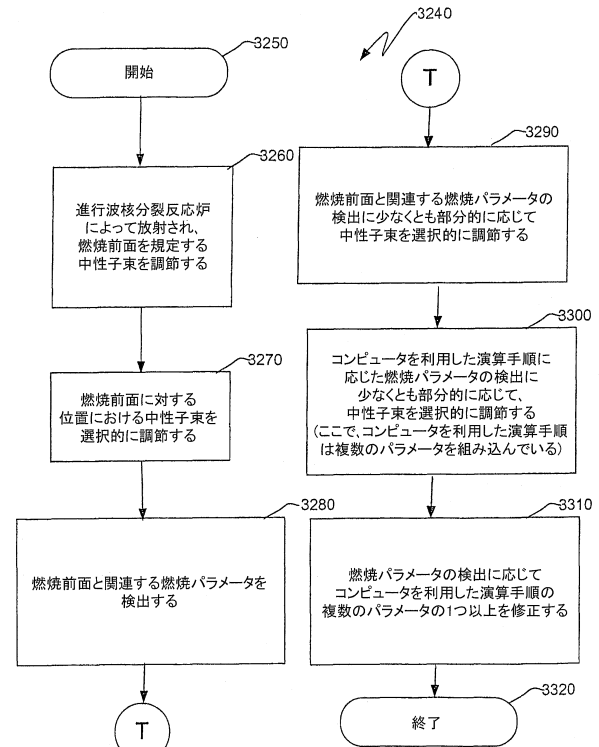 3240
3250
開始
3260
進行波核分裂反応炉
によって放射され、
燃焼前面を規定する
中性子束を調節する
3270
燃焼前面に対する
位置における中性子束を
選択的に調節する
3280
燃焼前面と関連する燃焼パラメータを
検出する
T
T
3290
燃焼前面と関連する燃焼パラメータの
検出に少なくとも部分的に応じて
中性子束を選択的に調節する
3300
コンピュータを利用した演算手順に
応じた燃焼パラメータの検出に
少なくとも部分的に応じて、
中性子束を選択的に調節する
(ここで、コンピュータを利用した演算手順
は複数のパラメータを組み込んでいる)
3310
燃焼パラメータの検出に応じて
コンピュータを利用した演算手順の
複数のパラメータの1つ以上を修正する
3320
終了